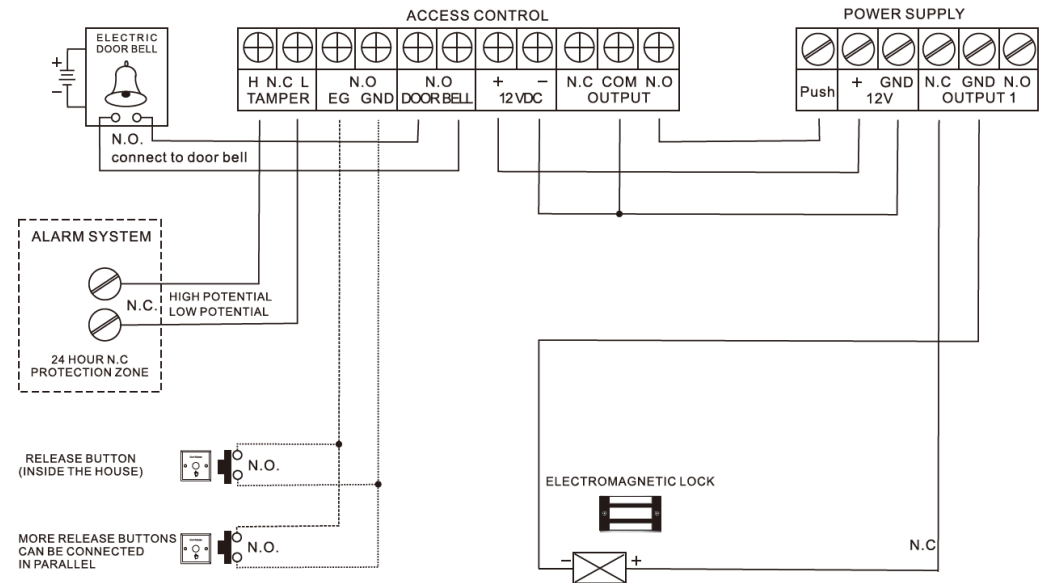 ACCESS CONTROL
POWER SUPPLY
ELECTRIC
DOOR BELL
+
−
N.O.
connect to door bell
H N.C L
TAMPER
N.O
EG GND
N.O
DOOR BELL
+ −
12 VDC
N.C COM N.O
OUTPUT
Push
+ GND
12V
N.C GND N.O
OUTPUT 1
ALARM SYSTEM
N.C.
HIGH POTENTIAL
LOW POTENTIAL
24 HOUR N.C
PROTECTION ZONE
RELEASE BUTTON
(INSIDE THE HOUSE)
N.O.
MORE RELEASE BUTTONS
CAN BE CONNECTED
IN PARALLEL
N.O.
ELECTROMAGNETIC LOCK
− +
N.C